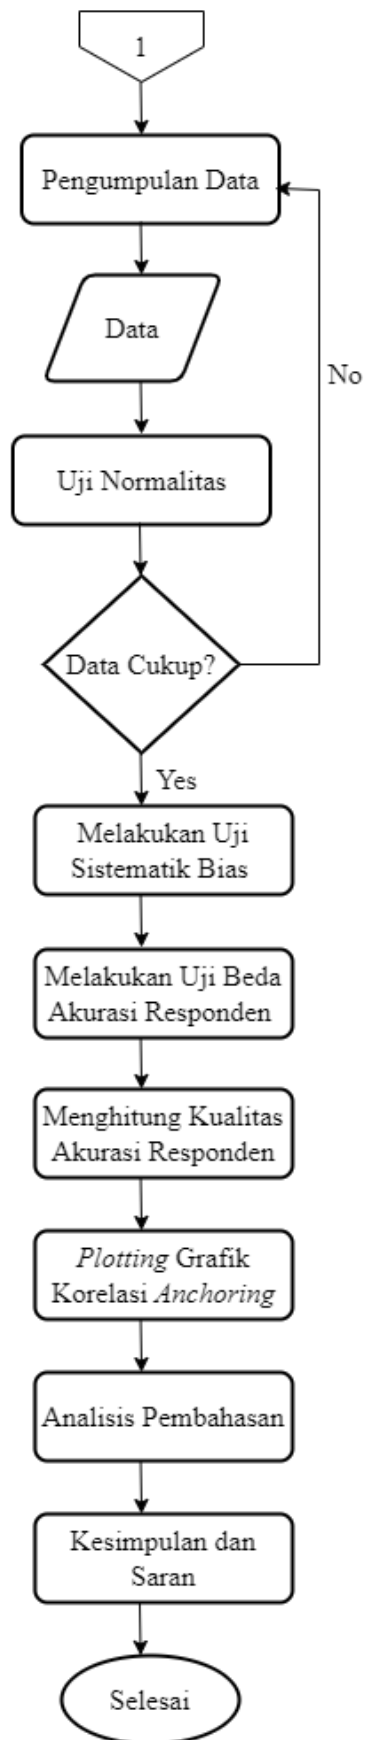 1
Pengumpulan Data
Data
No
Uji Normalitas
Data Cukup?
Yes
Melakukan Uji
Sistematik Bias
Melakukan Uji Beda
Akurasi Responden
Menghitung Kualitas
Akurasi Responden
Plotting Grafik
Korelasi Anchoring
Analisis Pembahasan
Kesimpulan dan
Saran
Selesai